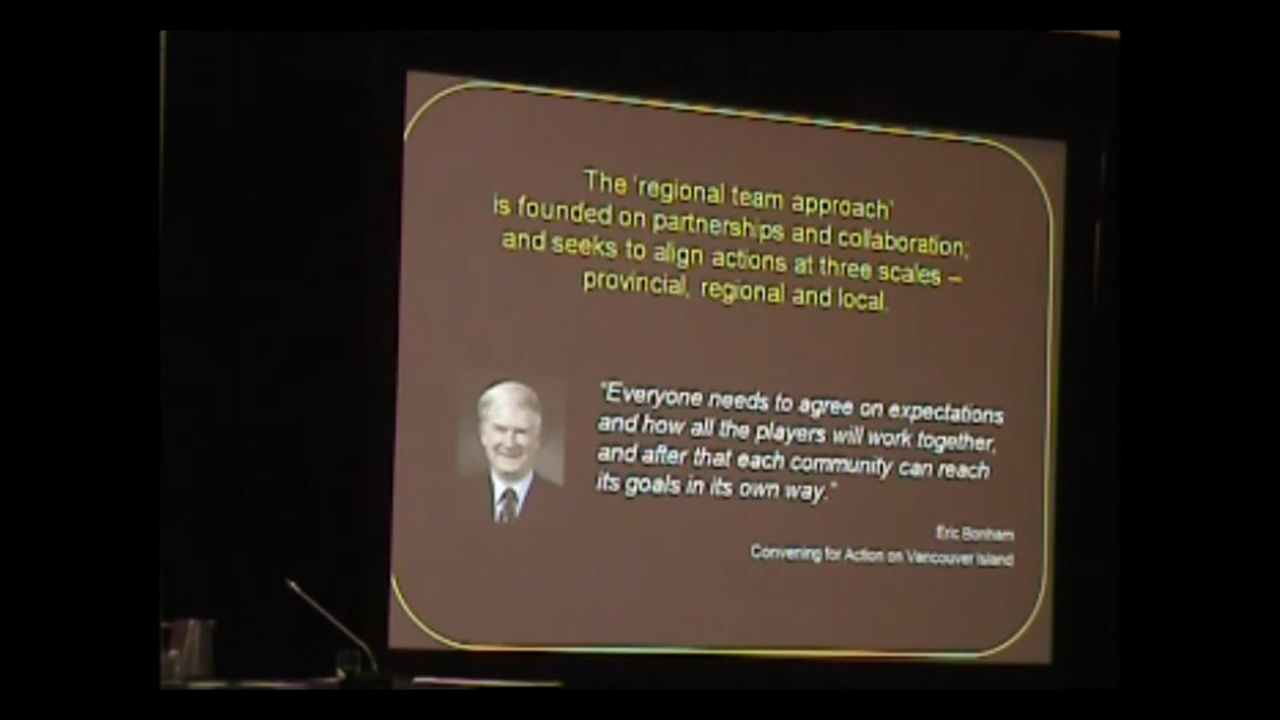 The 'regional team approach'
is founded on partnerships and collaboration;
and seeks to align actions at three scales –
provincial, regional and local.
"Everyone needs to agree on expectations
and how all the players will work together,
and after that each community can reach
its goals in its own way."
Eric Bonham
Convening for Action on Vancouver Island